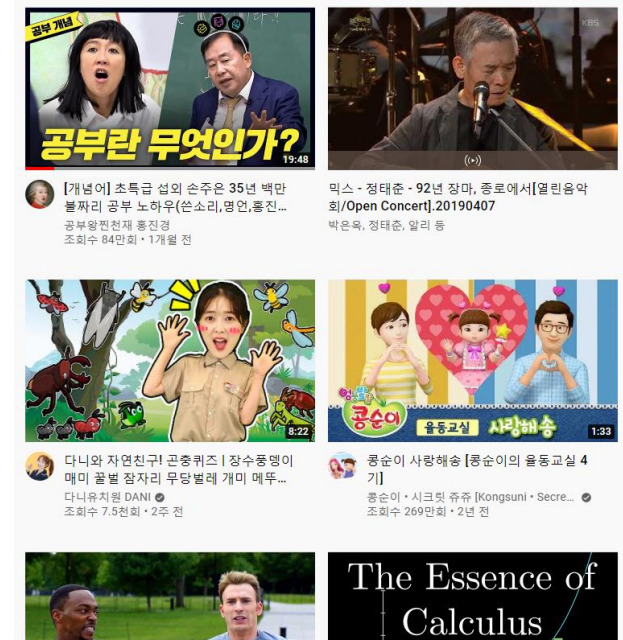 공부 개념
공부란 무엇인가?
19:48
[개념어] 초특급 섭외 손주은 35년 백만
불짜리 공부 노하우(쓴소리,명언,홍진...
공부왕찐천재 홍진경
조회수 84만회 • 1개월 전
KBS
믹스 - 정태춘 - 92년 장마, 종로에서[열린음악
회/Open Concert].20190407
박은옥, 정태춘, 알리 등
8:22
다니와 자연친구! 곤충퀴즈 | 장수풍뎅이
매미 꿀벌 잠자리 무당벌레 개미 메뚜...
다니유치원 DANI
조회수 7.5천회 • 2주 전
콩순이
율동교실
사랑해 송
1:33
콩순이 사랑해송 [콩순이의 율동교실 4
기]
콩순이 • 시크릿 쥬쥬 [Kongsuni • Secre...
조회수 269만회 • 2년 전
The Essence of
Calculus